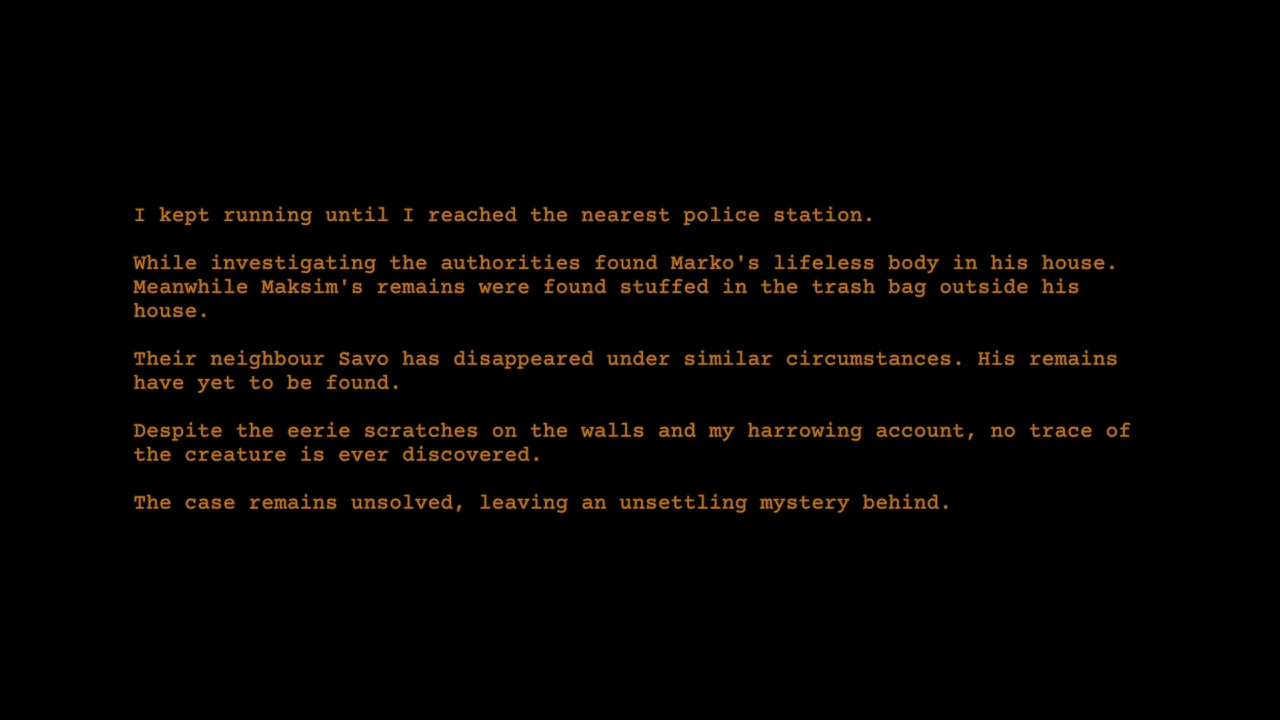 I kept running until I reached the nearest police station.
While investigating the authorities found Marko's lifeless body in his house.
Meanwhile Maksim's remains were found stuffed in the trash bag outside his
house.
Their neighbour Savo has disappeared under similar circumstances. His remains
have yet to be found.
Despite the eerie scratches on the walls and my harrowing account, no trace of
the creature is ever discovered.
The case remains unsolved, leaving an unsettling mystery behind.